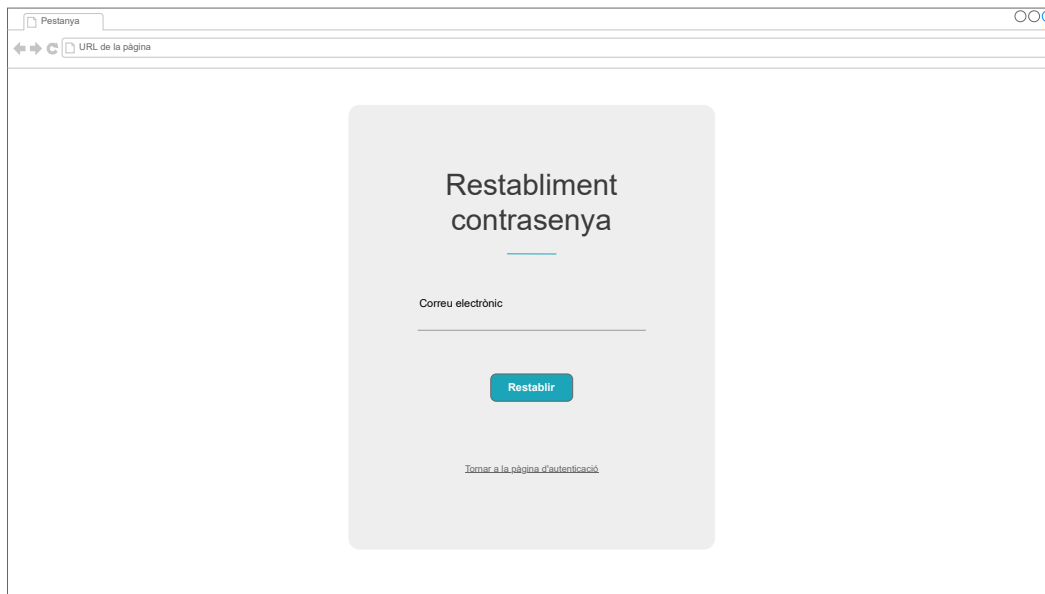 Pestanya
URL de la pàgina
Restabliment
contrasenya
Correu electrònic
Restablir
Tornar a la pàgina d'autenticació